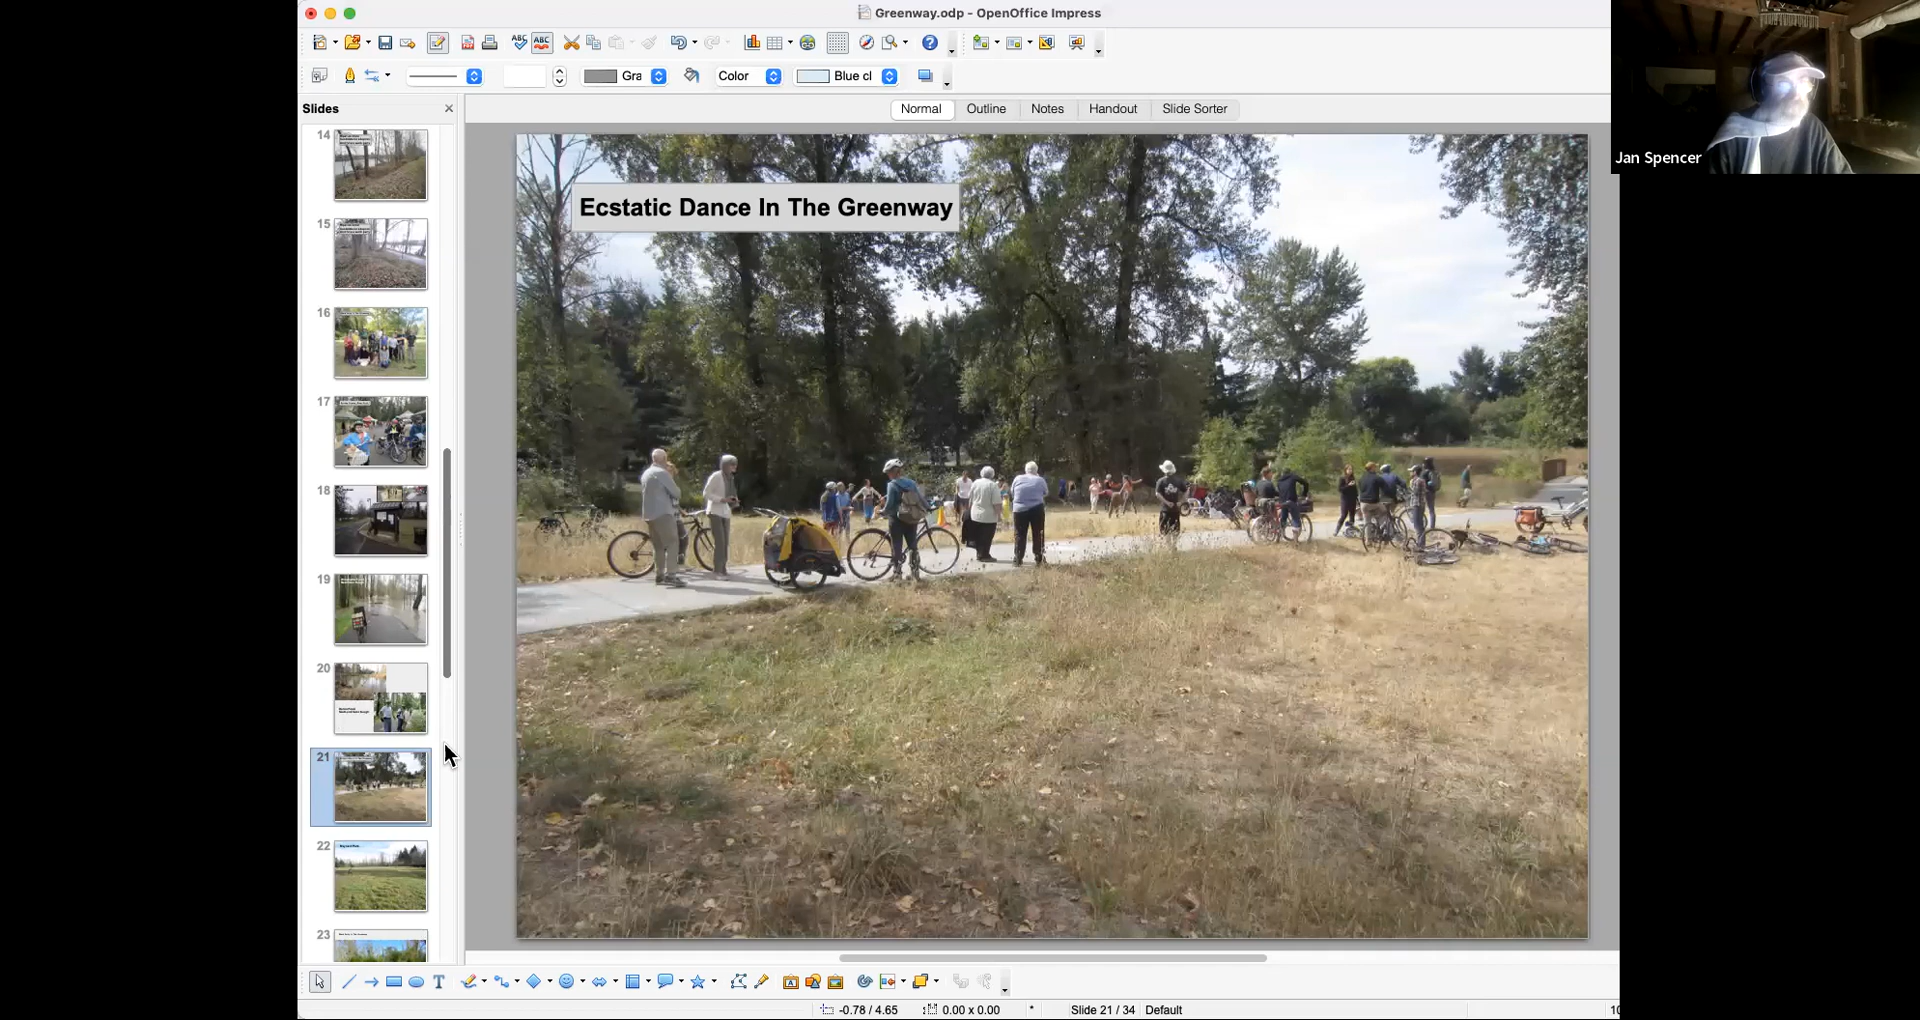 Greenway.odp - OpenOffice Impress
Gra
Color
Blue cl
Slides
Normal
Outline
Notes
Handout
Slide Sorter
Jan Spencer
14
15
16
17
18
19
20
21
22
23
Ecstatic Dance In The Greenway
-0.78 / 4.65
0.00 x 0.00
*
Slide 21 / 34
Default